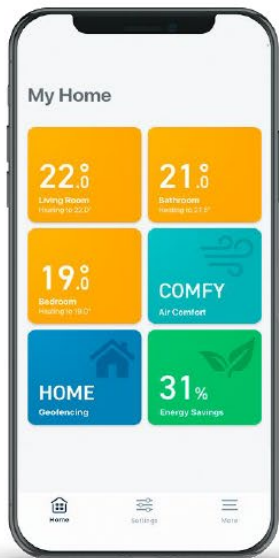 My Home
22.0°
Living Room
Heating to 22.0°
21.0°
Bathroom
19.0°
Bedroom
Heating to 19.0°
COMFY
Air Comfort
HOME
Geofencing
31%
Energy Savings
Home
Settings
More